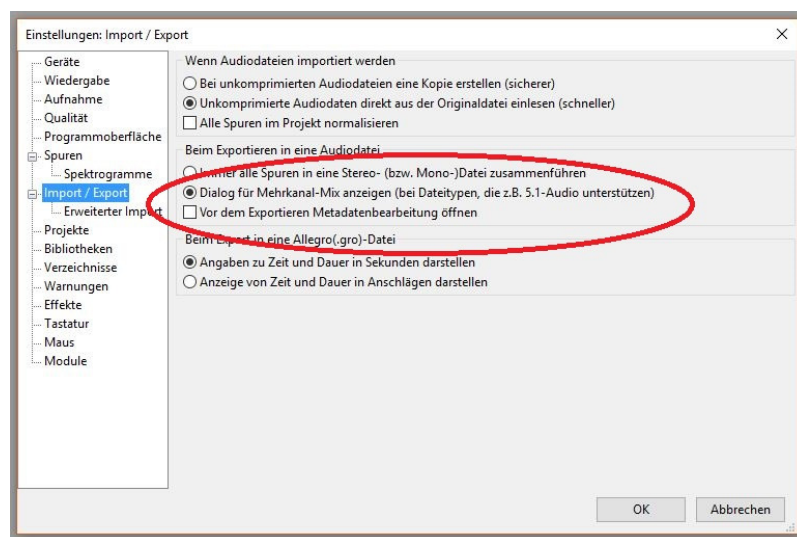 Einstellungen: Import / Export
Geräte
Wiedergabe
Aufnahme
Qualität
Programmoberfläche
Spuren
Spektrogramme
Import / Export
Erweiterter Import
Projekte
Bibliotheken
Verzeichnisse
Warnungen
Effekte
Tastatur
Maus
Module
Wenn Audiodateien importiert werden
Bei unkomprimierten Audiodateien eine Kopie erstellen (sicherer)
Unkomprimierte Audiodaten direkt aus der Originaldatei einlesen (schneller)
Alle Spuren im Projekt normalisieren
Beim Exportieren in eine Audiodatei
Immer alle Spuren in eine Stereo- (bzw. Mono-)Datei zusammenführen
Dialog für Mehrkanal-Mix anzeigen (bei Dateitypen, die z.B. 5.1-Audio unterstützen)
Vor dem Exportieren Metadatenbearbeitung öffnen
Beim Export in eine Allegro(.gro)-Datei
Angaben zu Zeit und Dauer in Sekunden darstellen
Anzeige von Zeit und Dauer in Anschlägen darstellen
OK
Abbrechen